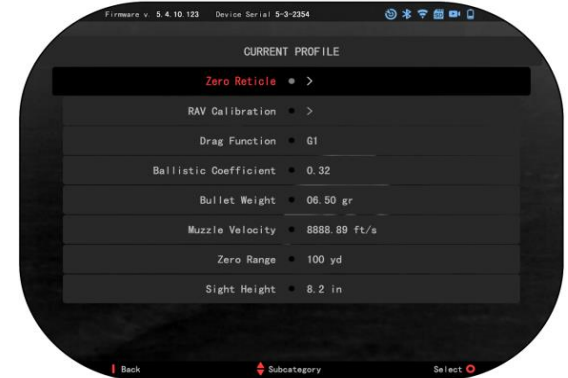 Firmware v. 5.4.10.123 Device Serial 5-3-2354
CURRENT PROFILE
Zero Reticle >
RAV Calibration >
Drag Function G1
Ballistic Coefficient 0.32
Bullet Weight 06.50 gr
Muzzle Velocity 8888.89 ft/s
Zero Range 100 yd
Sight Height 8.2 in
Back Subcategory Select